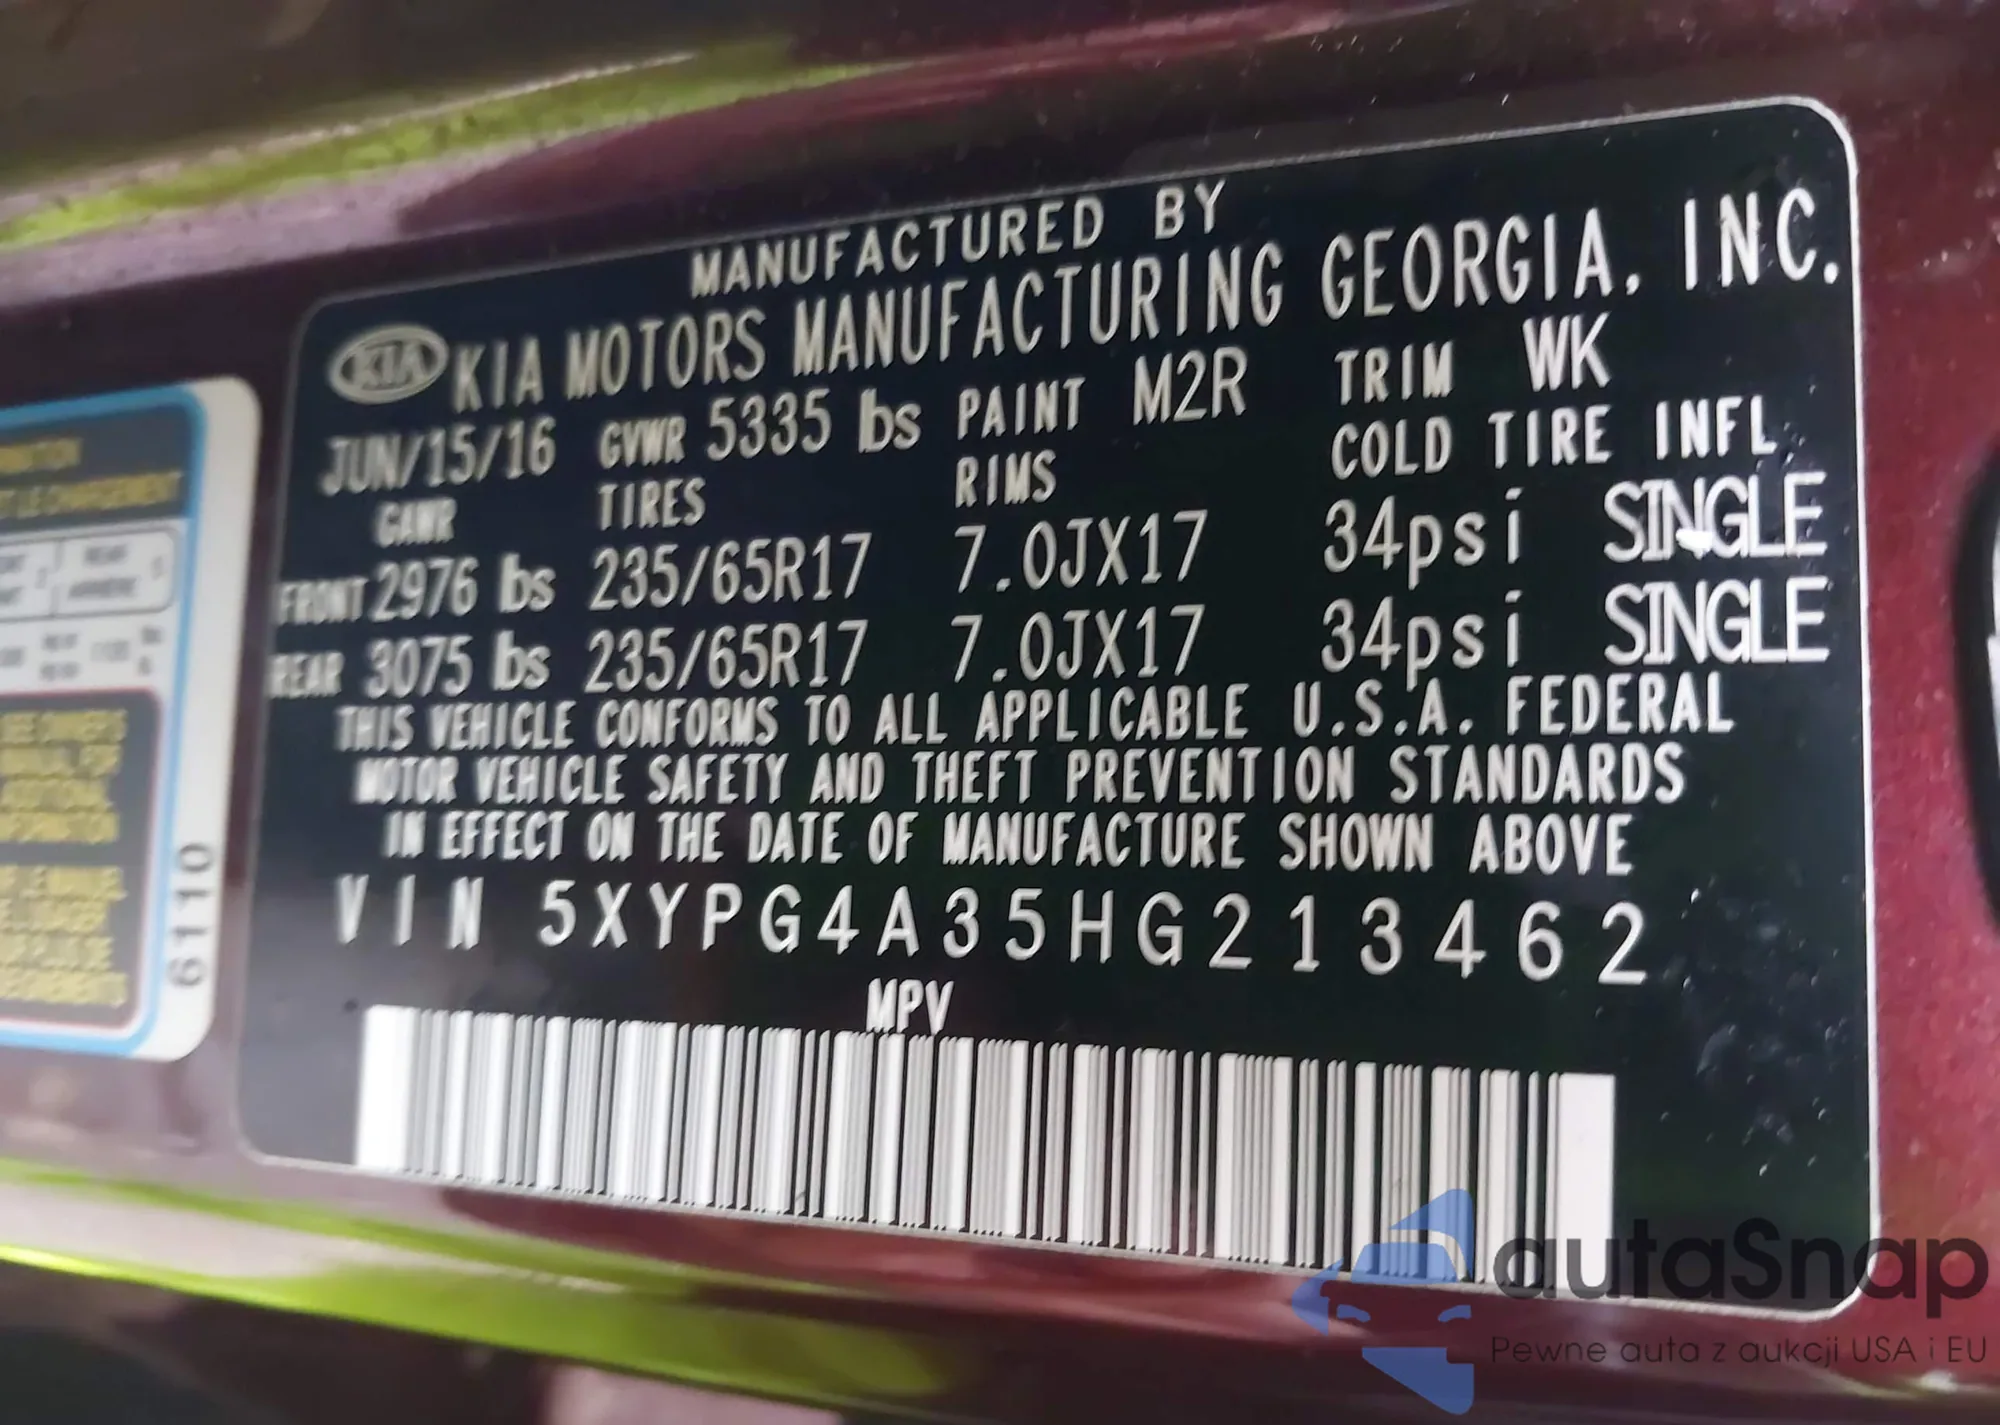 MANUFACTURED BY
KIA KIA MOTORS MANUFACTURING GEORGIA, INC.
JUN/15/16 GVWR 5335 lbs PAINT M2R TRIM WK
GAWR TIRES RIMS COLD TIRE INFL.
FRONT 2976 lbs 235/65R17 7.0JX17 34psi SINGLE
REAR 3075 lbs 235/65R17 7.0JX17 34psi SINGLE
THIS VEHICLE CONFORMS TO ALL APPLICABLE U.S.A. FEDERAL
MOTOR VEHICLE SAFETY AND THEFT PREVENTION STANDARDS
IN EFFECT ON THE DATE OF MANUFACTURE SHOWN ABOVE
VIN 5XYPG4A35HG213462
MPV
6110
autaSnap
Pewne auta z aukcji USA i EU